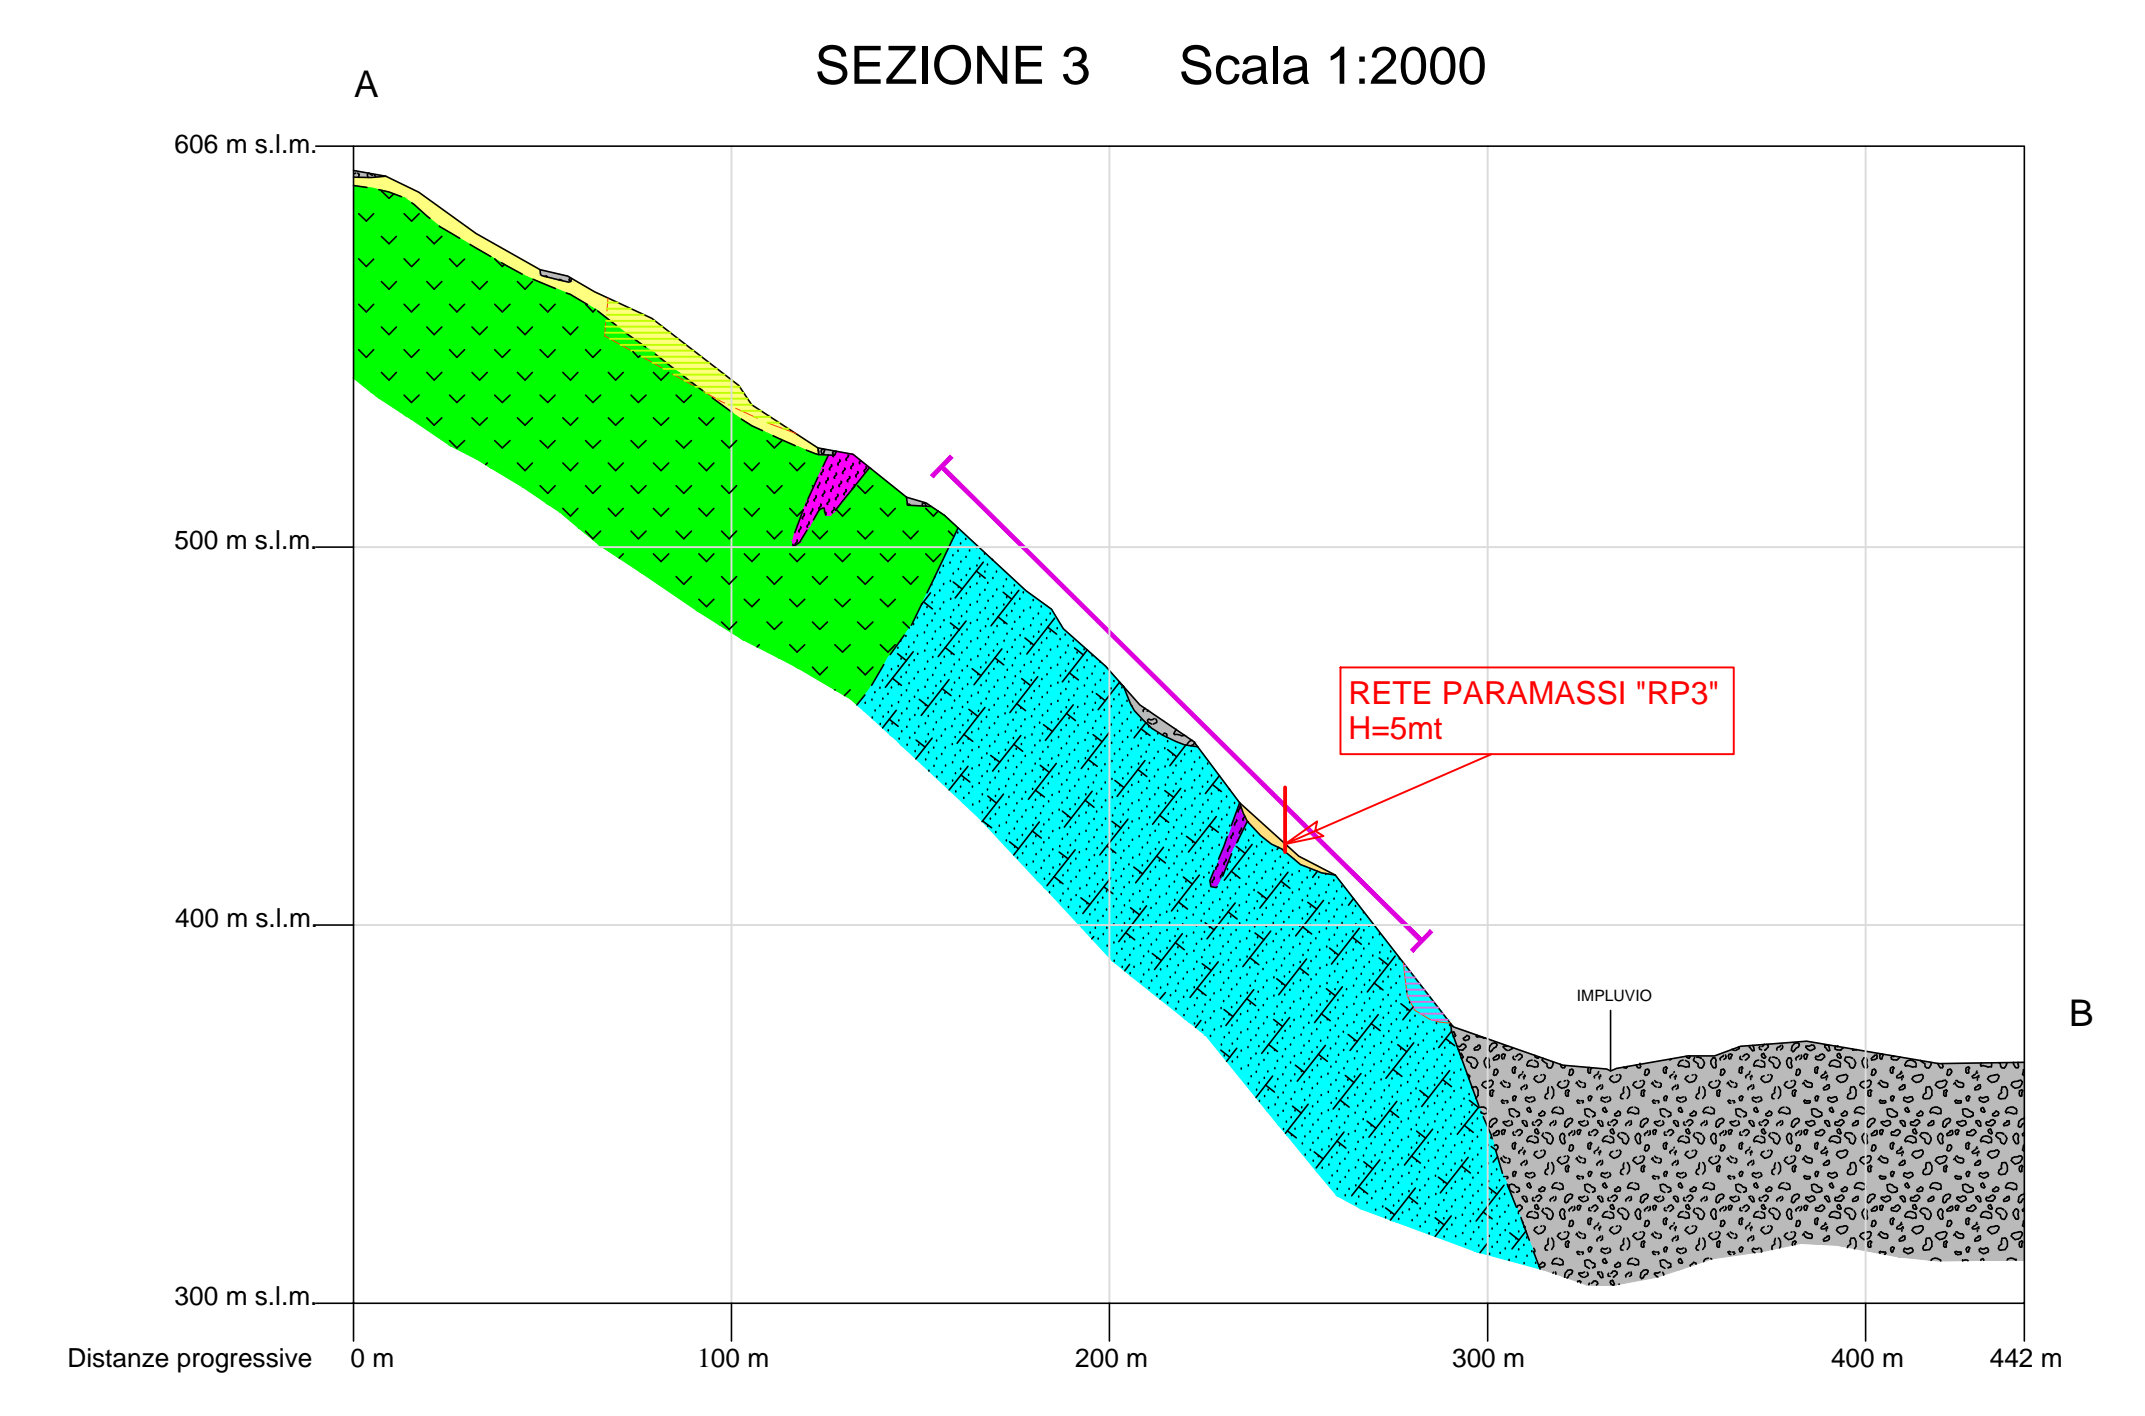 SEZIONE 3 Scala 1:2000
A
606 m s.l.m.
500 m s.l.m.
RETE PARAMASSI "RP3"
H=5mt
400 m s.l.m.
IMPLUVIO
B
300 m s.l.m.
Distanze progressive 0 m 100 m 200 m 300 m 400 m 442 m